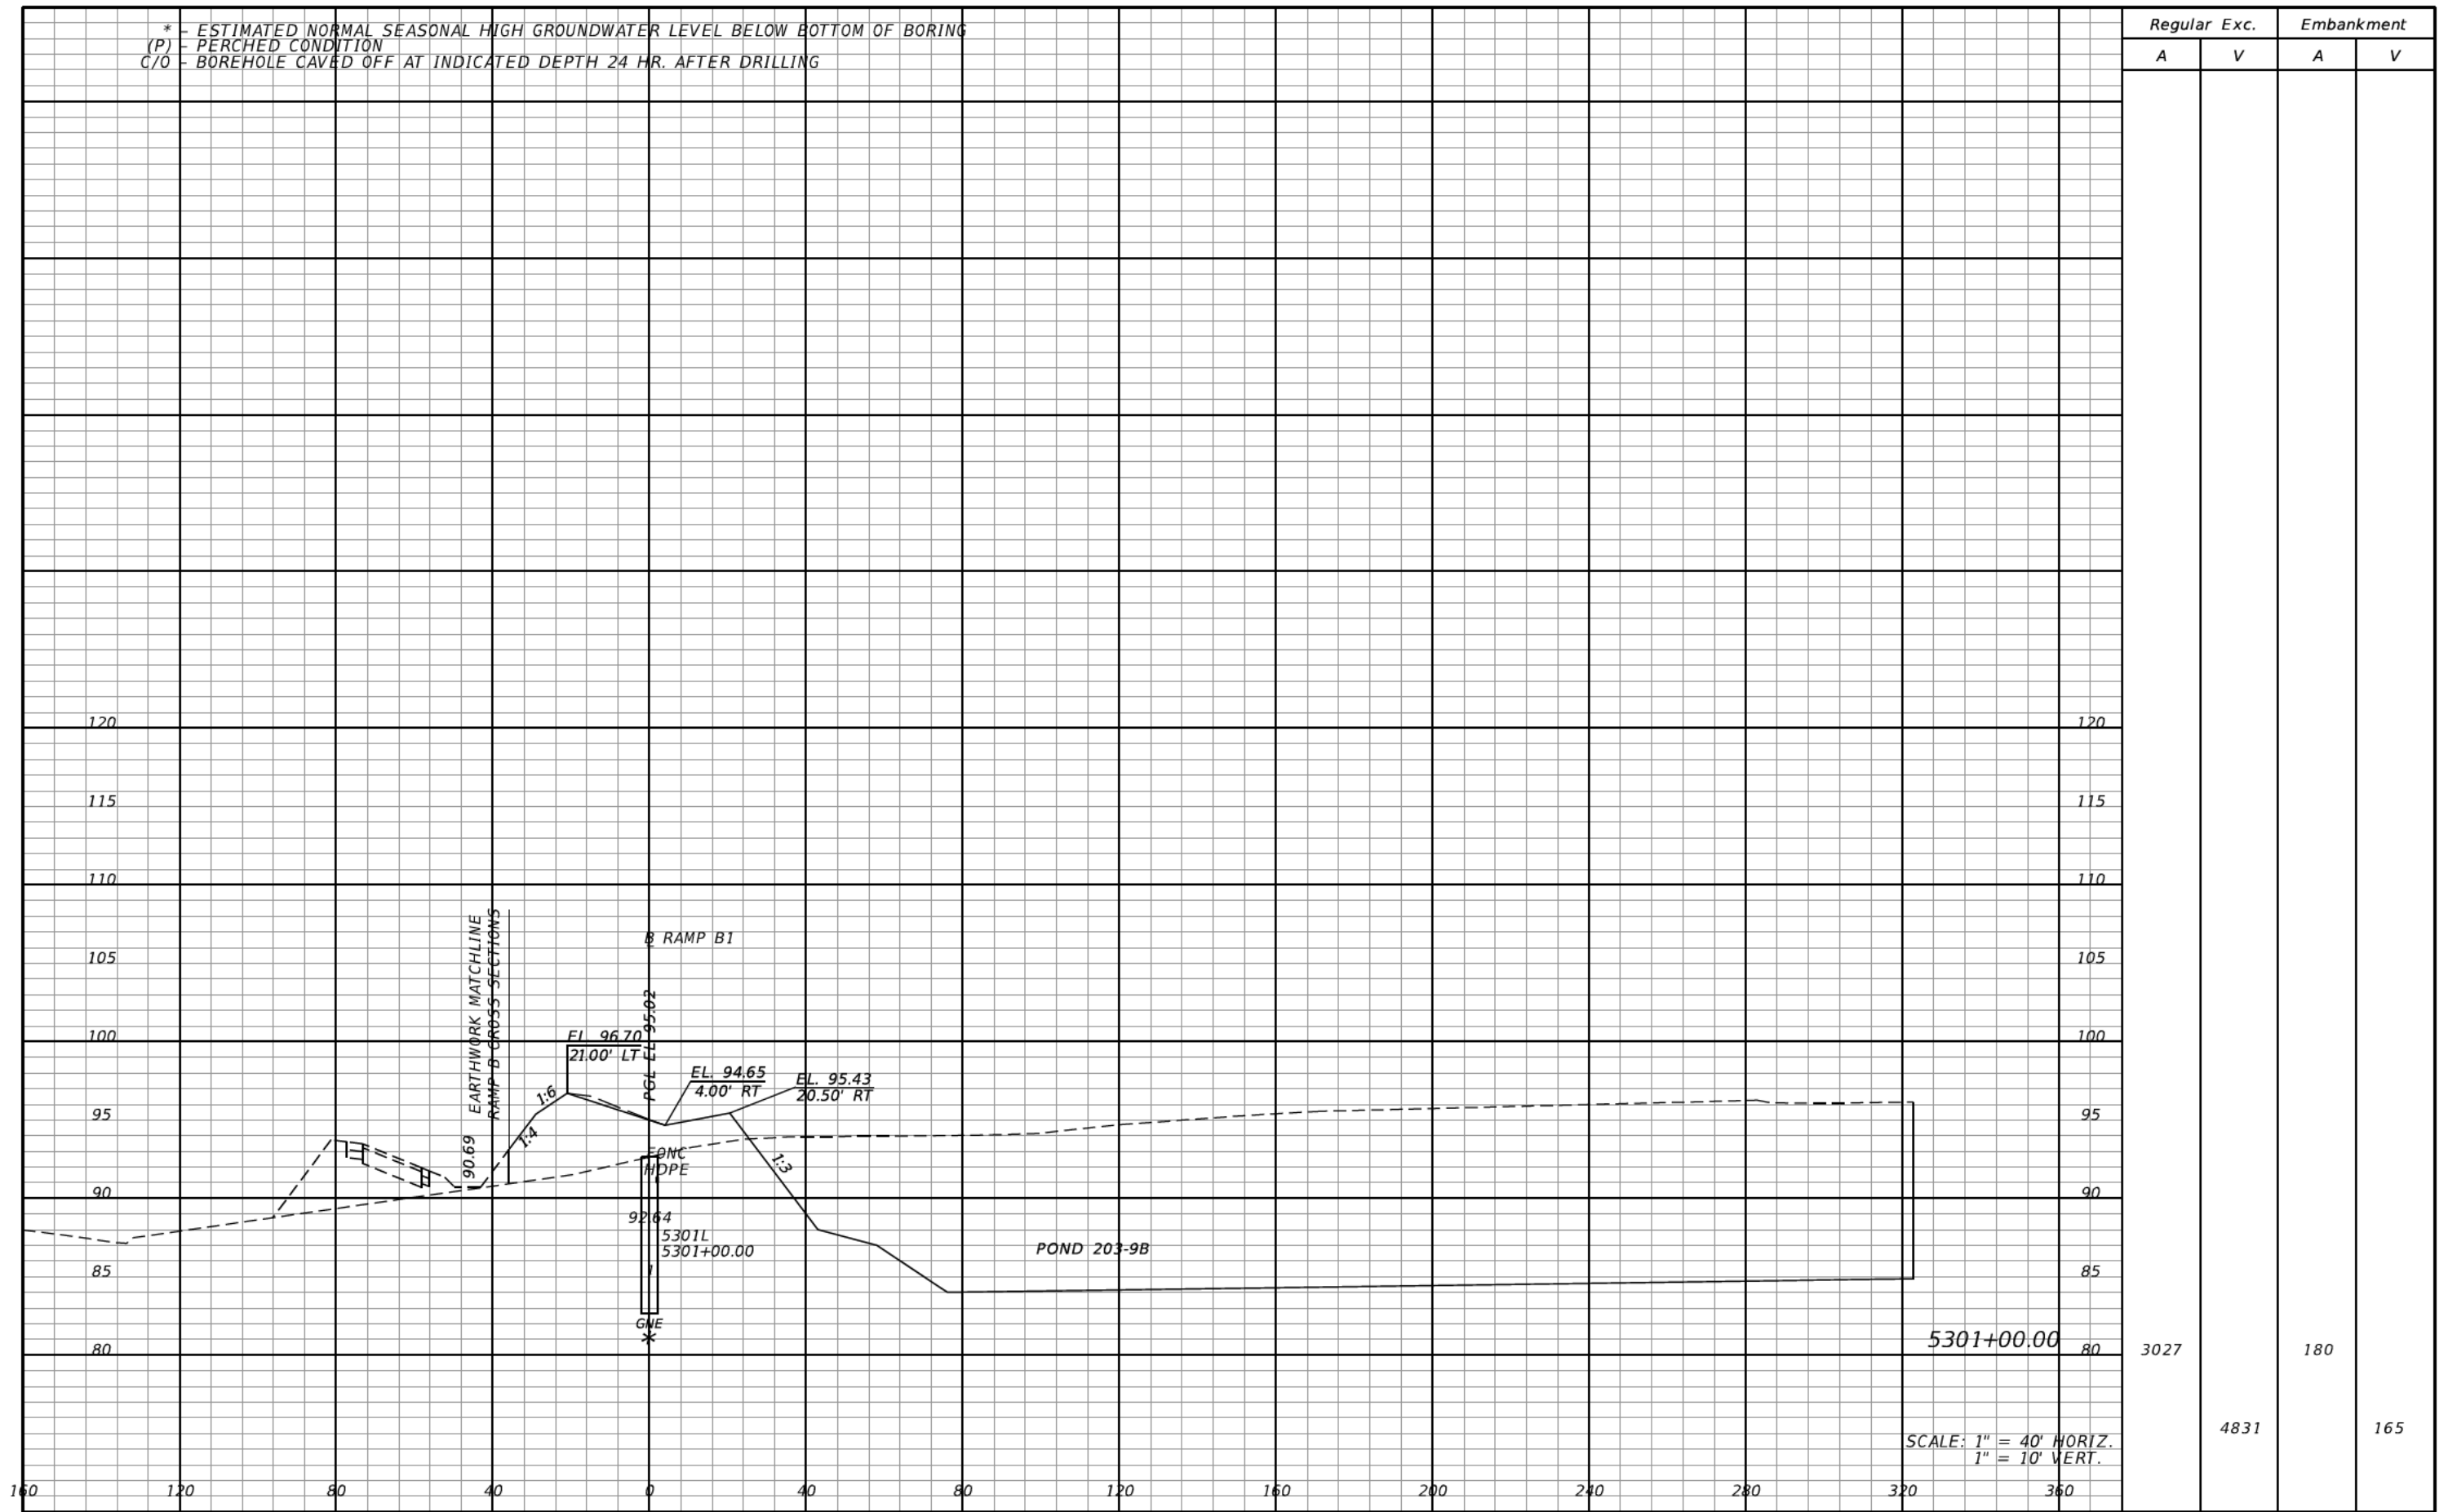 * - ESTIMATED NORMAL SEASONAL HIGH GROUNDWATER LEVEL BELOW BOTTOM OF BORING
(P) - PERCHED CONDITION
C/O - BOREHOLE CAVED OFF AT INDICATED DEPTH 24 HR. AFTER DRILLING
Regular Exc.
Embankment
A
V
A
V
120
120
115
115
110
110
EARTHWORK MATCHLINE
RAMP B CROSS SECTIONS
B RAMP B1
105
105
PGL EL 95.02
100
100
EL. 96.70
21.00' LT
EL. 94.65
4.00' RT
EL. 95.43
20.50' RT
95
95
1:6
1:4
1:3
90.69
HDPE
90
90
92.64
5301L
5301+00.00
POND 203-9B
85
85
GNE
*
5301+00.00
80
80
3027
180
4831
165
SCALE: 1" = 40' HORIZ.
1" = 10' VERT.
160
120
80
40
0
40
80
120
160
200
240
280
320
360